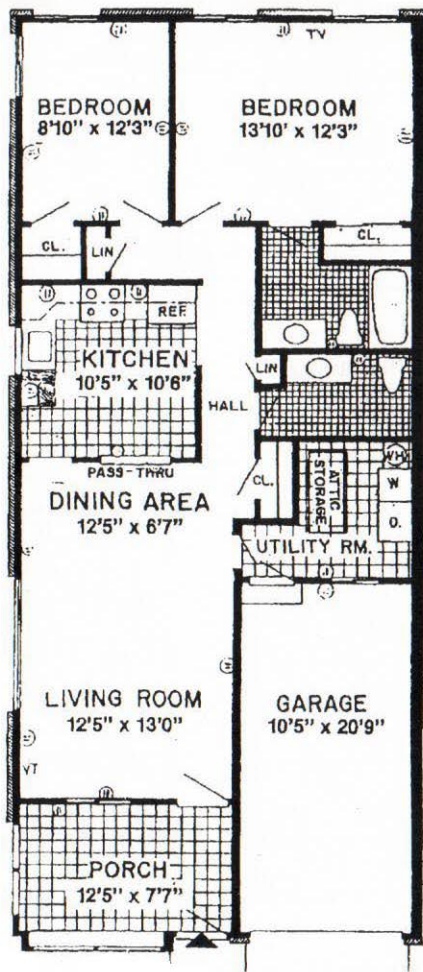 TV
BEDROOM
8'10" x 12'3"
BEDROOM
13'10' x 12'3"
CL.
LIN
CL.
REF.
KITCHEN
10'5" x 10'6"
LIN
HALL
PASS-THRU
CL.
ATTIC
STORAGE
WH
W
D.
DINING AREA
12'5" x 6'7"
UTILITY RM.
LIVING ROOM
12'5" x 13'0"
GARAGE
10'5" x 20'9"
PORCH
12'5" x 7'7"